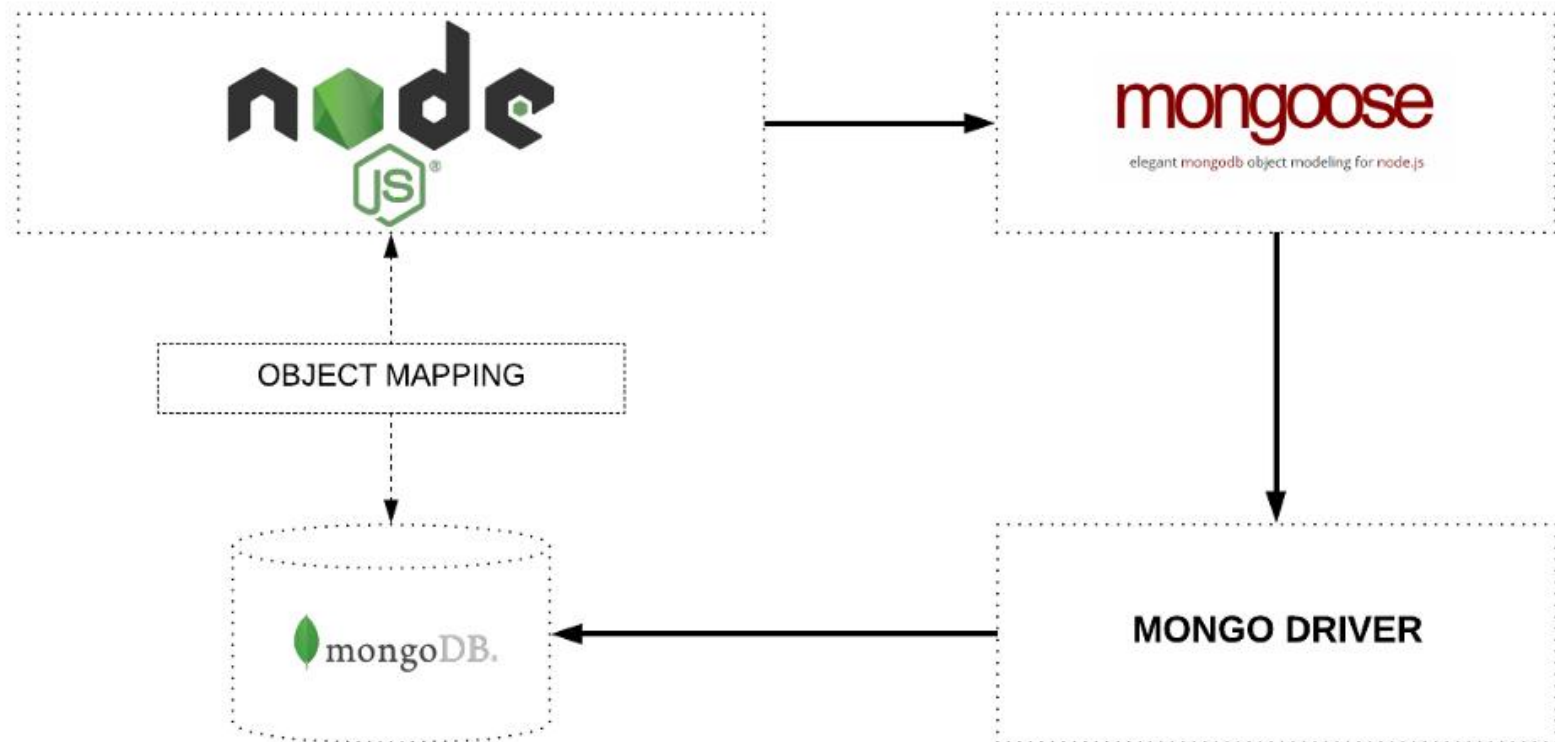 node
JS®
mongoose
elegant mongodb object modeling for node.js
OBJECT MAPPING
mongoDB.
MONGO DRIVER